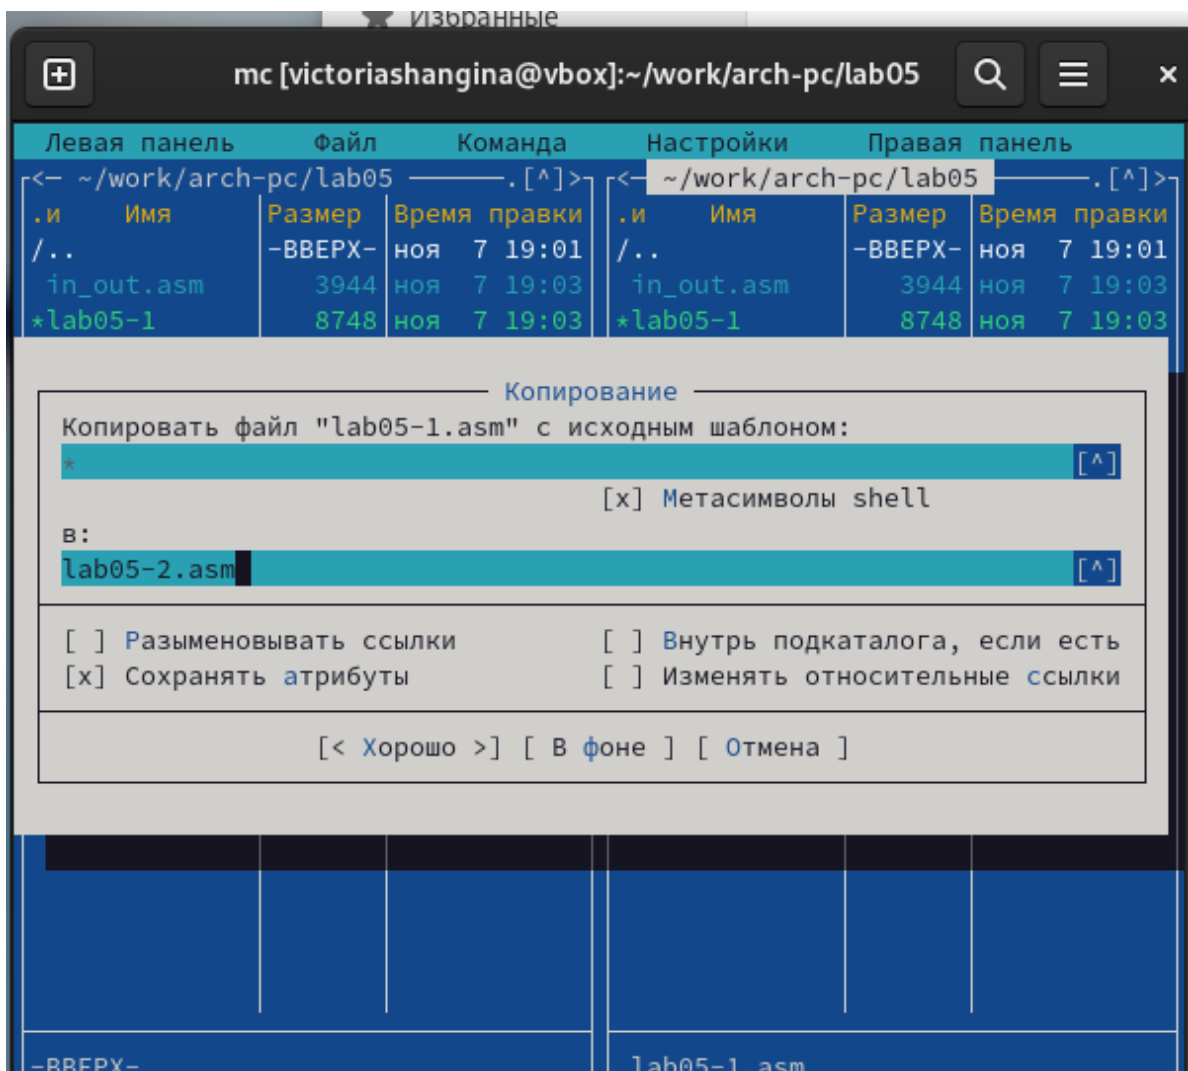 Избранные
mc [victoriashangina@vbox]:~/work/arch-pc/lab05
Левая панель Файл Команда Настройки Правая панель
<— ~/work/arch-pc/lab05 .[^]> <— ~/work/arch-pc/lab05 .[^]>
.и Имя Размер Время правки .и Имя Размер Время правки
/.. -ВВЕРХ- ноя 7 19:01 /.. -ВВЕРХ- ноя 7 19:01
in_out.asm 3944 ноя 7 19:03 in_out.asm 3944 ноя 7 19:03
*lab05-1 8748 ноя 7 19:03 *lab05-1 8748 ноя 7 19:03
Копирование
Копировать файл "lab05-1.asm" с исходным шаблоном:
* [^]
[x] Метасимволы shell
в:
lab05-2.asm [^]
[ ] Разыменовывать ссылки [ ] Внутрь подкаталога, если есть
[x] Сохранять атрибуты [ ] Изменять относительные ссылки
[< Хорошо >] [ В фоне ] [ Отмена ]
-ВВЕРХ- lab05-1.asm